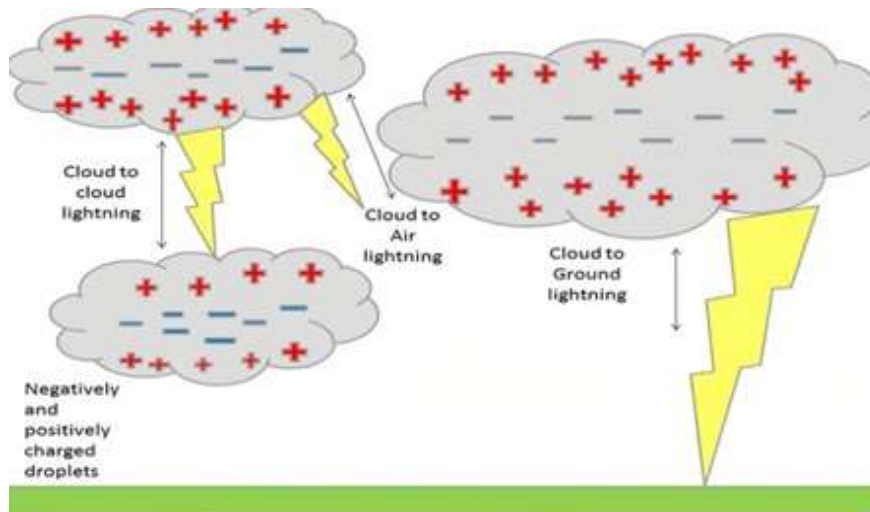 Cloud to
cloud
lightning
Cloud to
Air
lightning
Cloud to
Ground
lightning
Negatively
and
positively
charged
droplets